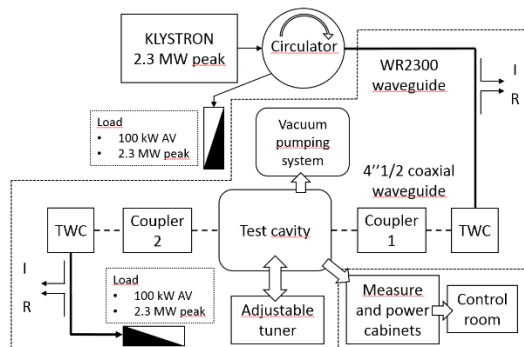 KLYSTRON
2.3 MW peak
Circulator
WR2300
waveguide
I
R
Load
• 100 kW AV
• 2.3 MW peak
Vacuum
pumping
system
4’’1/2 coaxial
waveguide
TWC
Coupler
2
Test cavity
Coupler
1
TWC
I
R
Load
• 100 kW AV
• 2.3 MW peak
Adjustable
tuner
Measure
and power
cabinets
Control
room